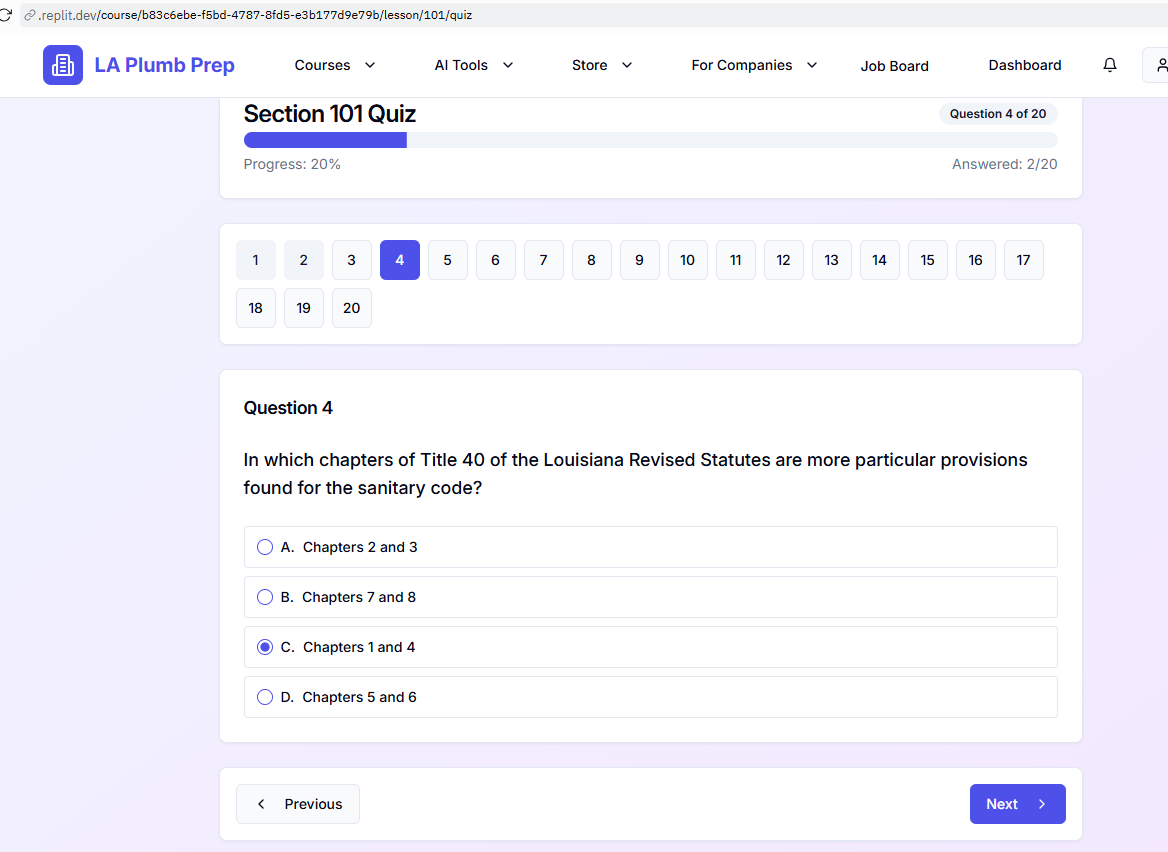 .replit.dev/course/b83c6ebe-f5bd-4787-8fd5-e3b177d9e79b/lesson/101/quiz
LA Plumb Prep Courses AI Tools Store For Companies Job Board Dashboard
Section 101 Quiz Question 4 of 20
Progress: 20% Answered: 2/20
1 2 3 4 5 6 7 8 9 10 11 12 13 14 15 16 17
18 19 20
Question 4
In which chapters of Title 40 of the Louisiana Revised Statutes are more particular provisions
found for the sanitary code?
A. Chapters 2 and 3
B. Chapters 7 and 8
C. Chapters 1 and 4
D. Chapters 5 and 6
Previous Next